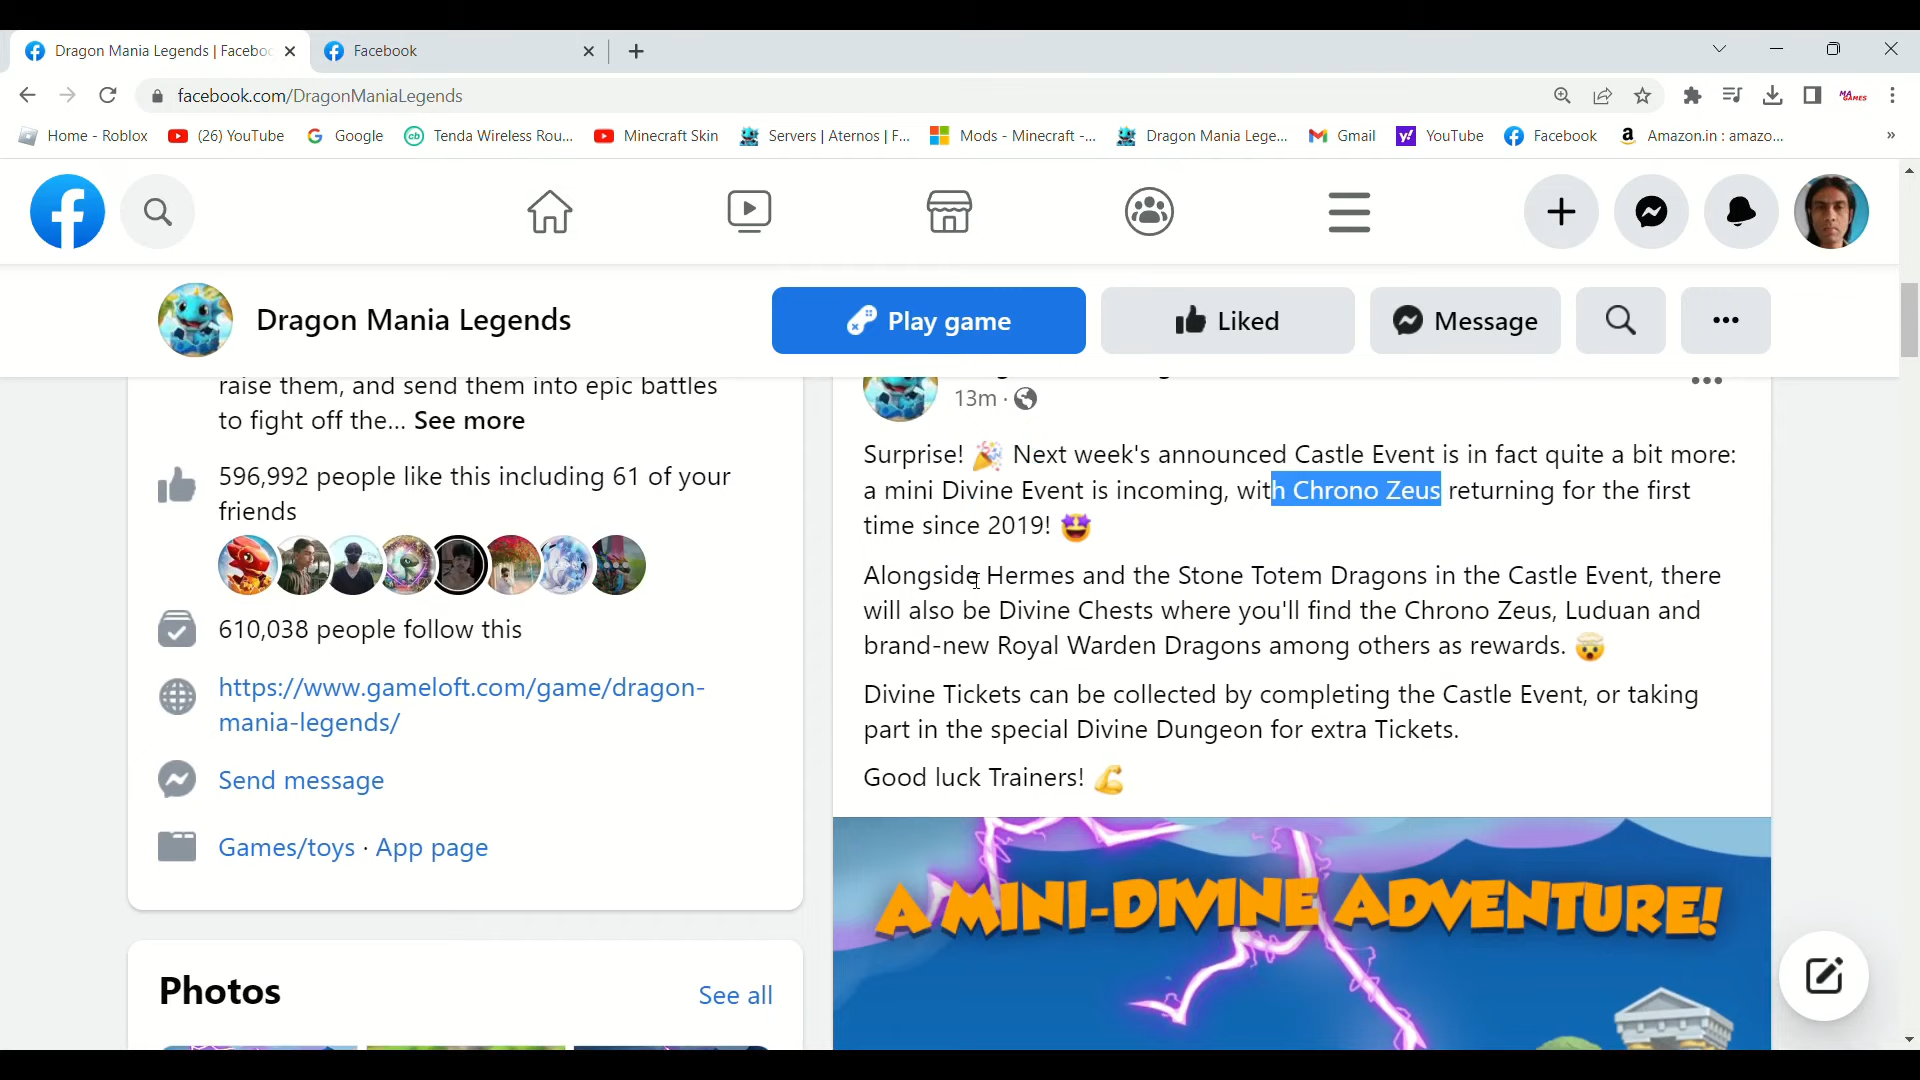 Dragon Mania Legends | Faceboo
Facebook
facebook.com/DragonManiaLegends
MA GAMES
Home - Roblox
(26) YouTube
Google
Tenda Wireless Rou...
Minecraft Skin
Servers | Aternos | F...
Mods - Minecraft -...
Dragon Mania Lege...
Gmail
YouTube
Facebook
Amazon.in : amazo...
»
Dragon Mania Legends
Play game
Liked
Message
raise them, and send them into epic battles
to fight off the... See more
596,992 people like this including 61 of your
friends
610,038 people follow this
https://www.gameloft.com/game/dragon-
mania-legends/
Send message
Games/toys · App page
Photos
See all
13m ·
Surprise! 🎉 Next week's announced Castle Event is in fact quite a bit more:
a mini Divine Event is incoming, with Chrono Zeus returning for the first
time since 2019! 🤩
Alongside Hermes and the Stone Totem Dragons in the Castle Event, there
will also be Divine Chests where you'll find the Chrono Zeus, Luduan and
brand-new Royal Warden Dragons among others as rewards. 🤯
Divine Tickets can be collected by completing the Castle Event, or taking
part in the special Divine Dungeon for extra Tickets.
Good luck Trainers! 💪
A MINI-DIVINE ADVENTURE!